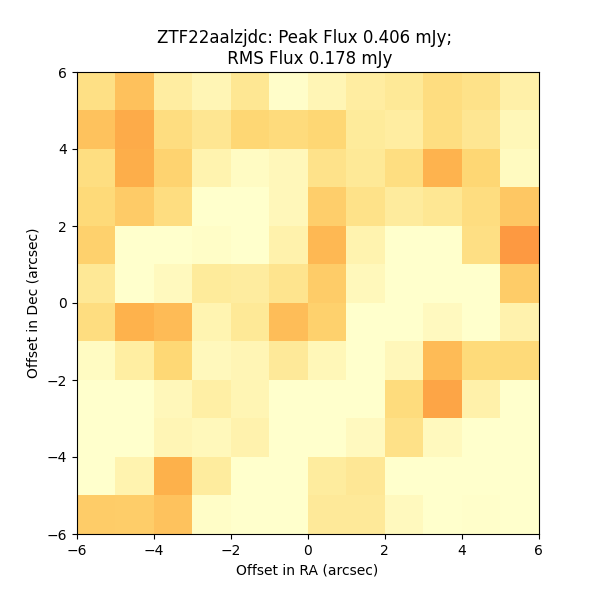 ZTF22aalzjdc: Peak Flux 0.406 mJy;
RMS Flux 0.178 mJy
6
4
2
0
−2
−4
−6
Offset in Dec (arcsec)
−6 −4 −2 0 2 4 6
Offset in RA (arcsec)